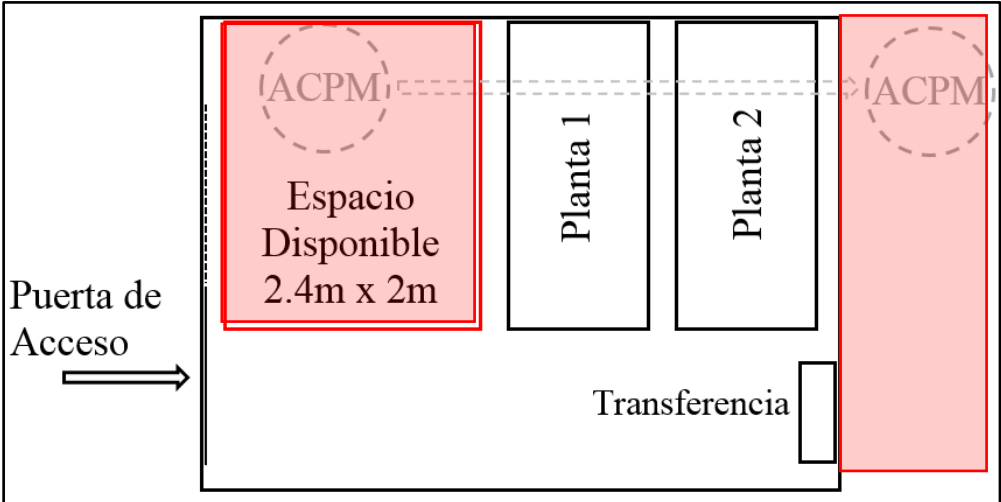 ACPM
Espacio
Disponible
2.4m x 2m
Planta 1
Planta 2
ACPM
Puerta de
Acceso
Transferencia